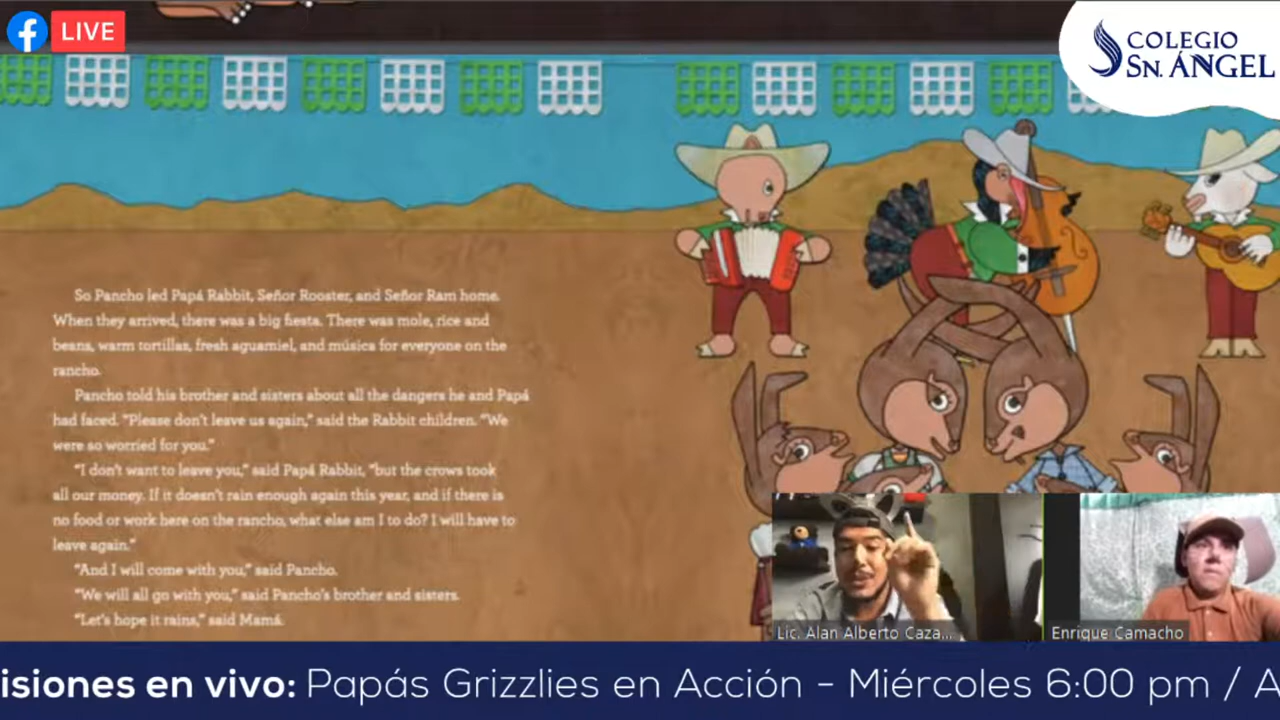 LIVE
COLEGIO
SN. ÁNGEL
So Pancho led Papá Rabbit, Señor Rooster, and Señor Ram home.
When they arrived, there was a big fiesta. There was mole, rice and
beans, warm tortillas, fresh aguamiel, and música for everyone on the
rancho.
Pancho told his brother and sisters about all the dangers he and Papá
had faced. “Please don’t leave us again,” said the Rabbit children. “We
were so worried for you.”
“I don’t want to leave you,” said Papá Rabbit, “but the crows took
all our money. If it doesn’t rain enough again this year, and if there is
no food or work here on the rancho, what else am I to do? I will have to
leave again.”
“And I will come with you,” said Pancho.
“We will all go with you,” said Pancho’s brother and sisters.
“Let’s hope it rains,” said Mamá.
Lic. Alan Alberto Caza...
Enrique Camacho
isiones en vivo: Papás Grizzlies en Acción - Miércoles 6:00 pm / A